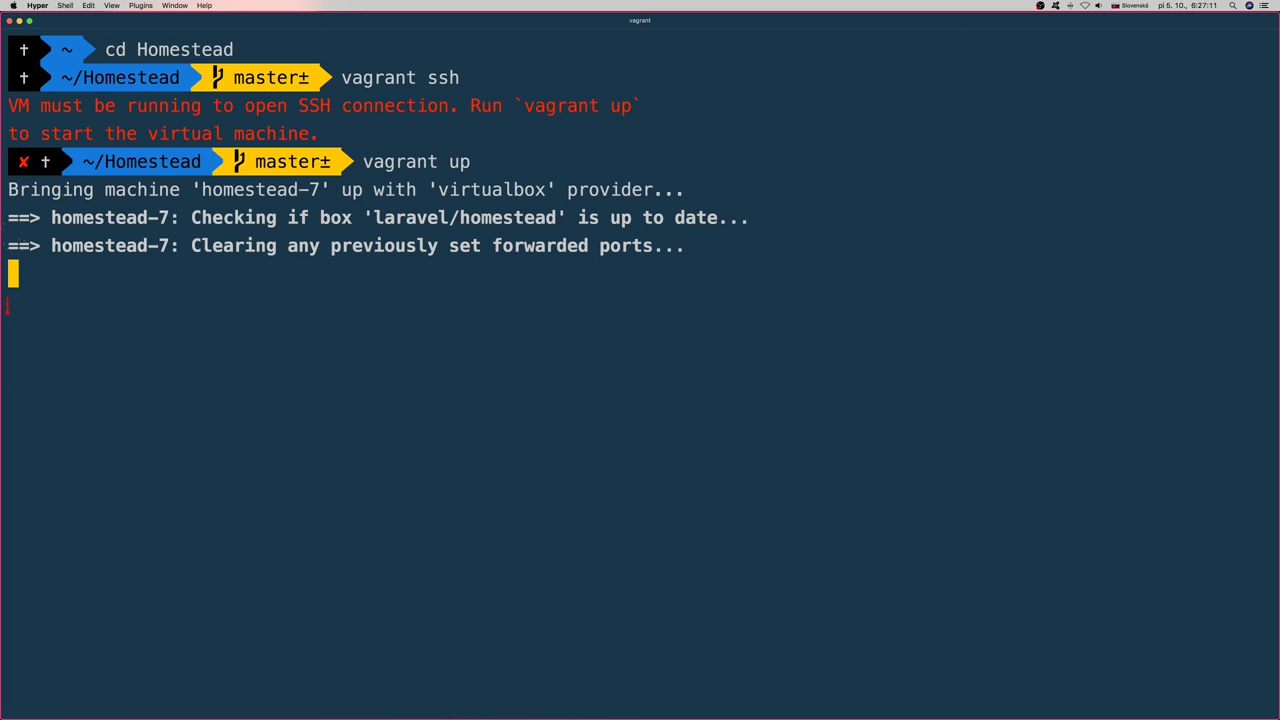 Hyper Shell Edit View Plugins Window Help Slovenská pi 5. 10., 6:27:11
vagrant
† ~ cd Homestead
† ~/Homestead master± vagrant ssh
VM must be running to open SSH connection. Run `vagrant up`
to start the virtual machine.
✘ † ~/Homestead master± vagrant up
Bringing machine 'homestead-7' up with 'virtualbox' provider...
==> homestead-7: Checking if box 'laravel/homestead' is up to date...
==> homestead-7: Clearing any previously set forwarded ports...